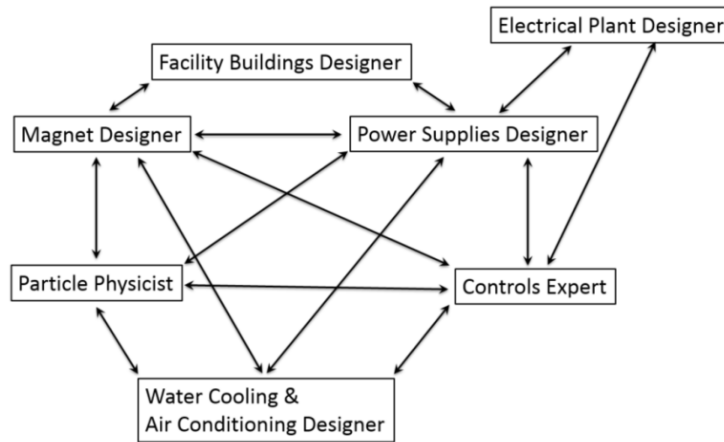 Electrical Plant Designer
Facility Buildings Designer
Magnet Designer
Power Supplies Designer
Particle Physicist
Controls Expert
Water Cooling &
Air Conditioning Designer